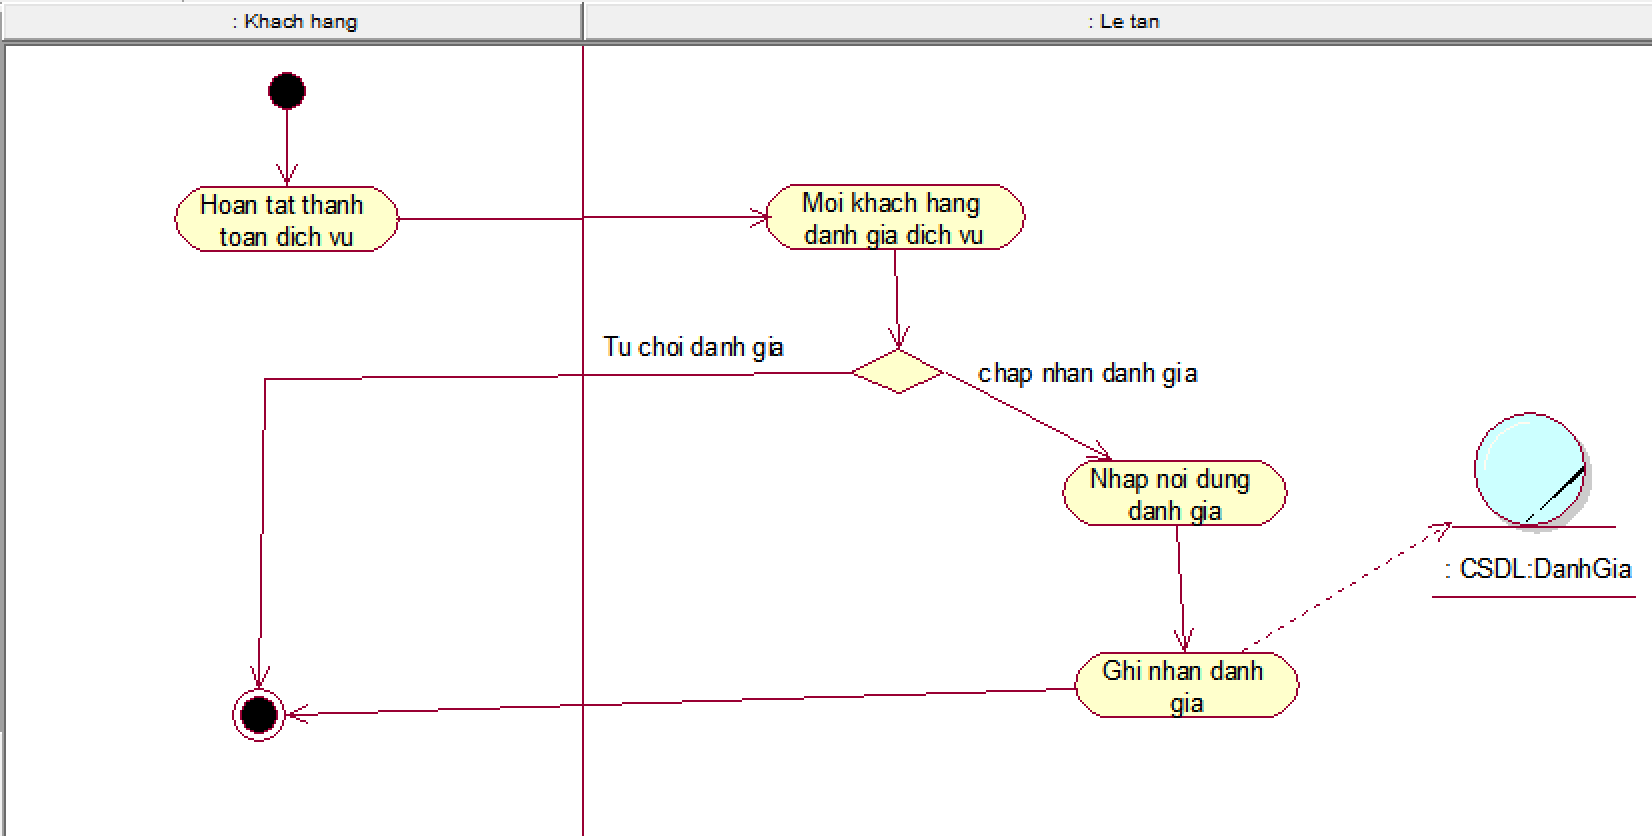 : Khach hang
: Le tan
Hoan tat thanh
toan dich vu
Moi khach hang
danh gia dich vu
Tu choi danh gia
chap nhan danh gia
Nhap noi dung
danh gia
: CSDL:DanhGia
Ghi nhan danh
gia